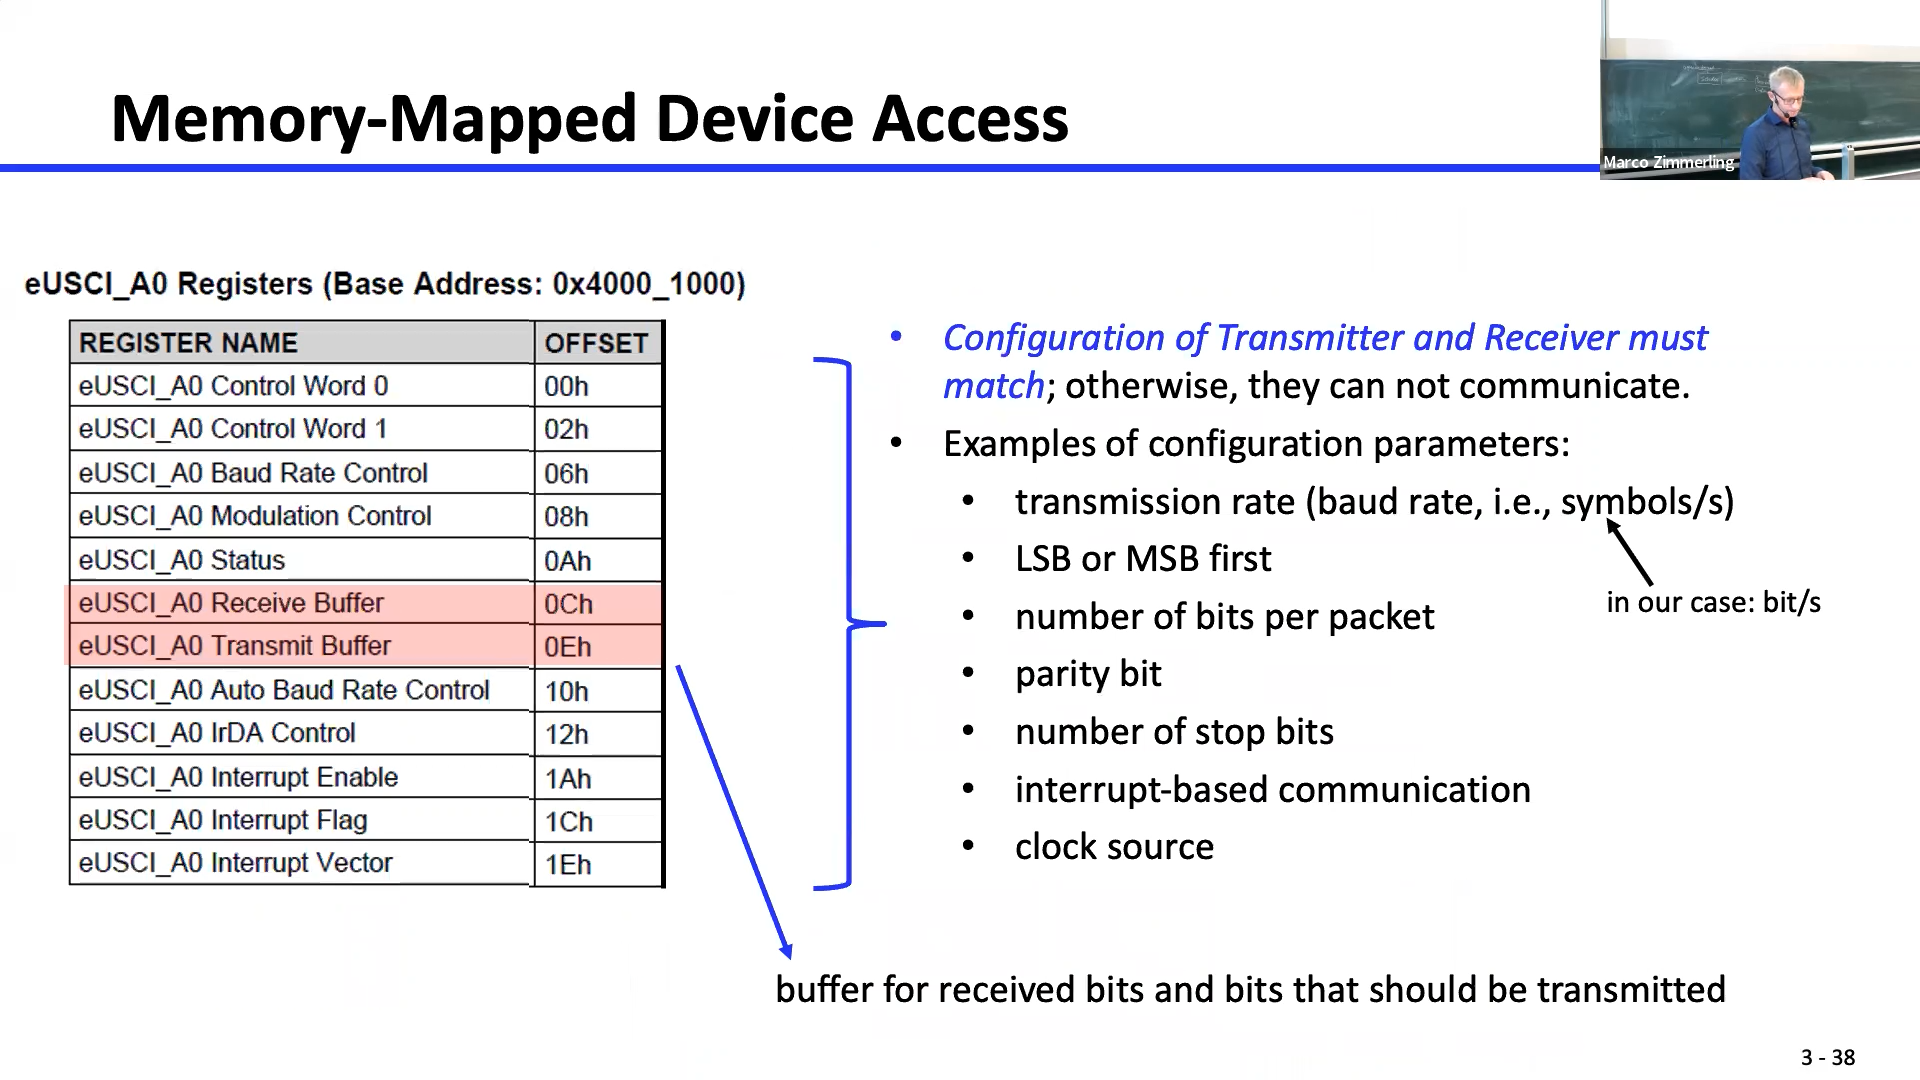 Memory-Mapped Device Access
Marco Zimmerling
eUSCI_A0 Registers (Base Address: 0x4000_1000)
REGISTER NAME OFFSET
eUSCI_A0 Control Word 0 00h
eUSCI_A0 Control Word 1 02h
eUSCI_A0 Baud Rate Control 06h
eUSCI_A0 Modulation Control 08h
eUSCI_A0 Status 0Ah
eUSCI_A0 Receive Buffer 0Ch
eUSCI_A0 Transmit Buffer 0Eh
eUSCI_A0 Auto Baud Rate Control 10h
eUSCI_A0 IrDA Control 12h
eUSCI_A0 Interrupt Enable 1Ah
eUSCI_A0 Interrupt Flag 1Ch
eUSCI_A0 Interrupt Vector 1Eh
• Configuration of Transmitter and Receiver must
match; otherwise, they can not communicate.
• Examples of configuration parameters:
• transmission rate (baud rate, i.e., symbols/s)
• LSB or MSB first
in our case: bit/s
• number of bits per packet
• parity bit
• number of stop bits
• interrupt-based communication
• clock source
buffer for received bits and bits that should be transmitted
3 - 38